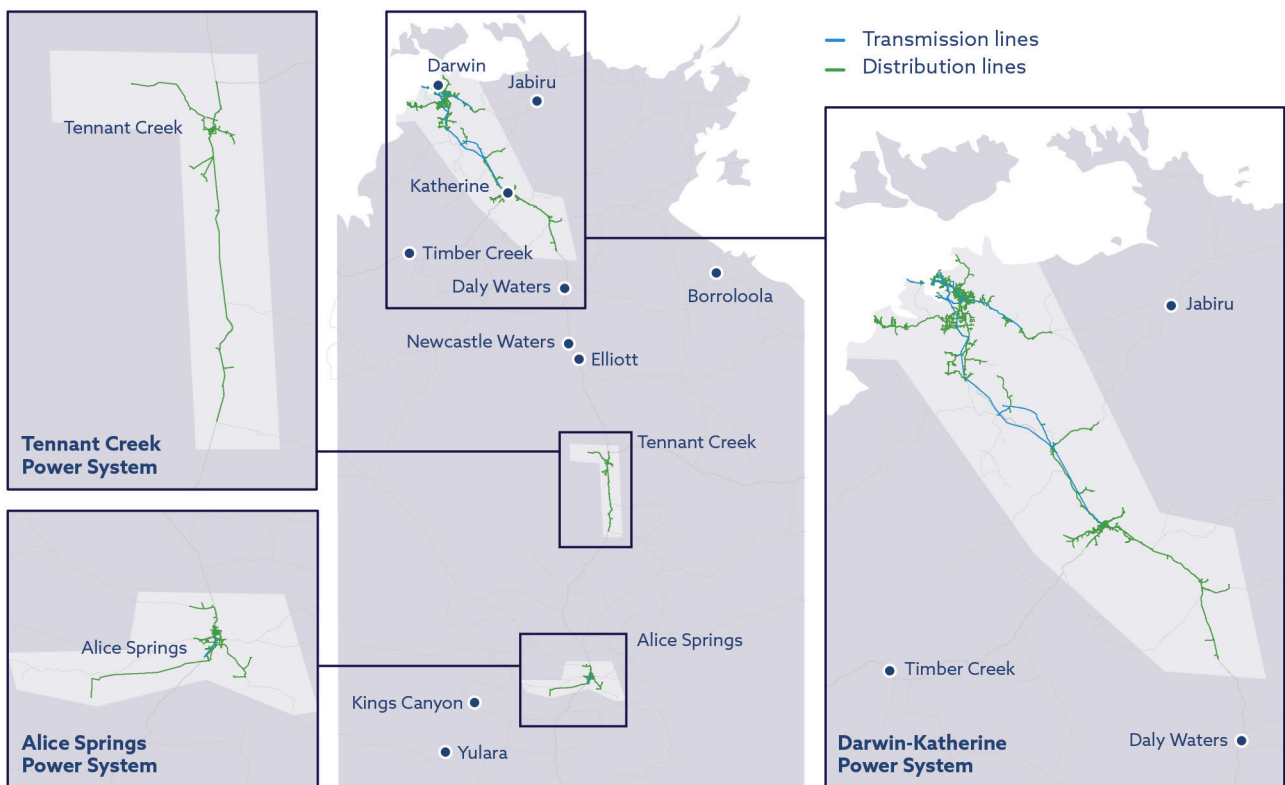 Tennant Creek
Tennant Creek
Power System
Alice Springs
Alice Springs
Power System
Darwin
Jabiru
Katherine
Timber Creek
Daly Waters
Borroloola
Newcastle Waters
Elliott
Tennant Creek
Alice Springs
Kings Canyon
Yulara
Transmission lines
Distribution lines
Jabiru
Timber Creek
Daly Waters
Darwin-Katherine
Power System